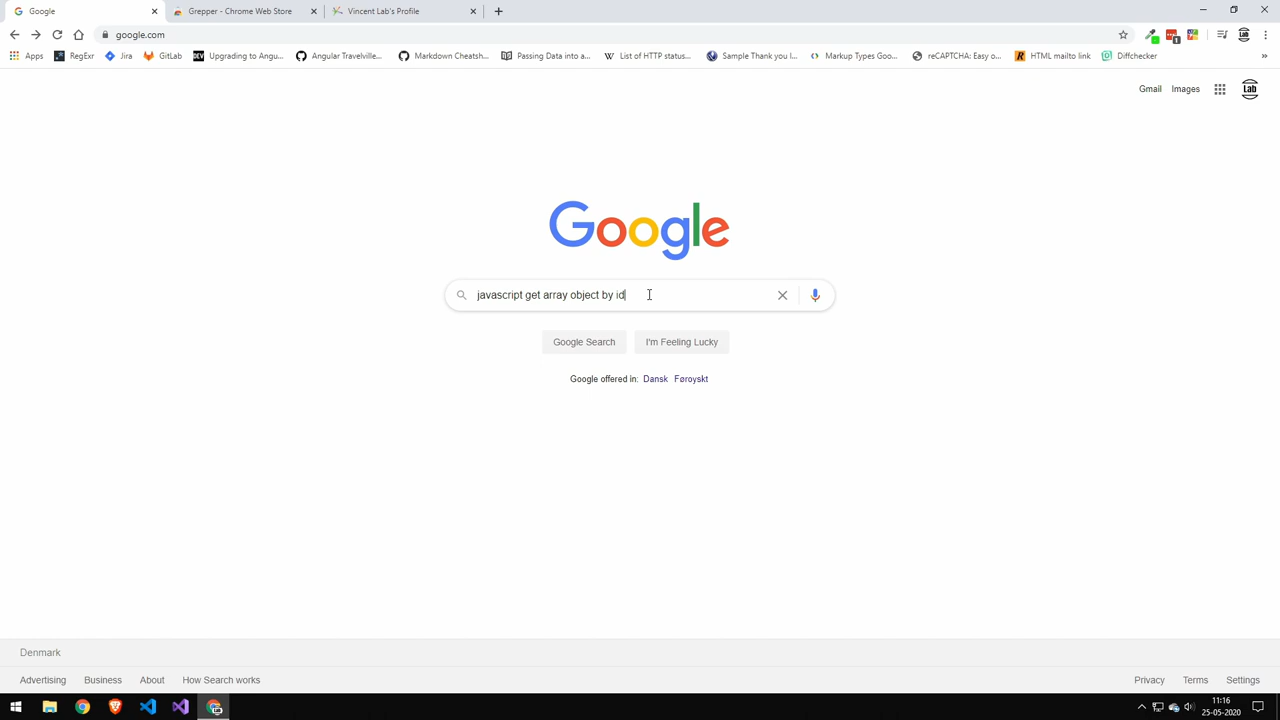 Google
Grepper - Chrome Web Store
Vincent Lab's Profile
google.com
1
Apps
RegExr
Jira
GitLab
DEV
Upgrading to Angu...
Angular Travelville...
Markdown Cheatsh...
Passing Data into a...
W
List of HTTP status...
Sample Thank you l...
Markup Types Goo...
reCAPTCHA: Easy o...
R
HTML mailto link
Diffchecker
»
Gmail
Images
Lab
Google
javascript get array object by id
Google Search
I'm Feeling Lucky
Google offered in: Dansk Føroyskt
Denmark
Advertising
Business
About
How Search works
Privacy
Terms
Settings
11:16
25-05-2020